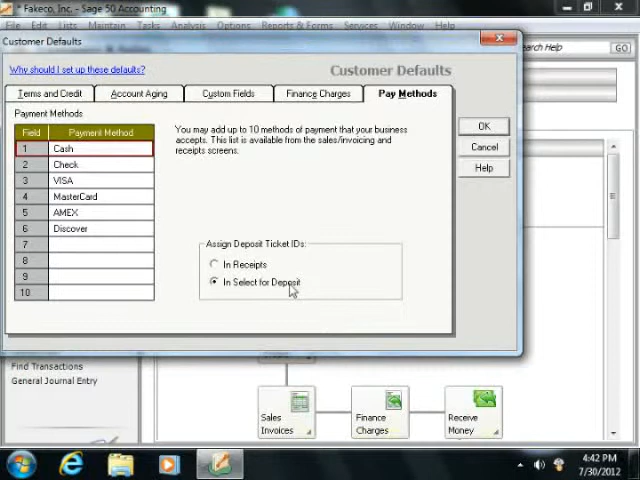 * Fakeco, Inc. - Sage 50 Accounting
File Edit Lists Maintain Tasks Analysis Options Reports & Forms Services Window Help
Customer Defaults
Search Help GO
Why should I set up these defaults?
Customer Defaults
Terms and Credit Account Aging Custom Fields Finance Charges Pay Methods
Payment Methods
Field Payment Method
1 Cash
2 Check
3 VISA
4 MasterCard
5 AMEX
6 Discover
7
8
9
10
You may add up to 10 methods of payment that your business
accepts. This list is available from the sales/invoicing and
receipts screens.
Assign Deposit Ticket IDs:
In Receipts
In Select for Deposit
OK
Cancel
Help
Find Transactions
General Journal Entry
Sales
Invoices
Finance
Charges
Receive
Money
4:42 PM
7/30/2012